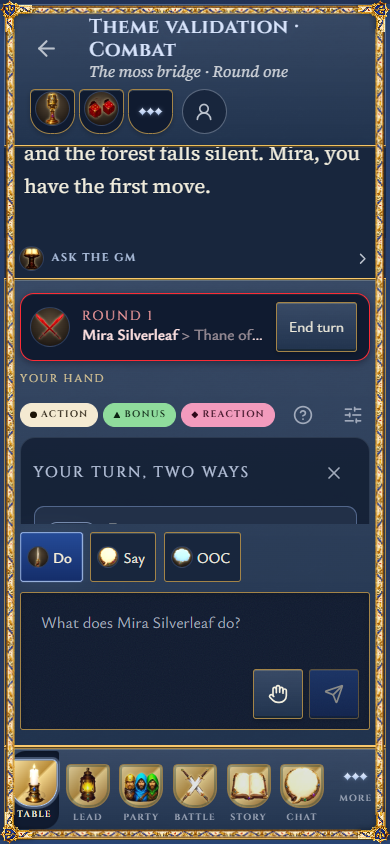 Theme validation ·
Combat
The moss bridge · Round one
and the forest falls silent. Mira, you
have the first move.
ASK THE GM
ROUND 1
Mira Silverleaf > Thane of…
End turn
YOUR HAND
ACTION
BONUS
REACTION
YOUR TURN, TWO WAYS
Do
Say
OOC
What does Mira Silverleaf do?
TABLE
LEAD
PARTY
BATTLE
STORY
CHAT
MORE